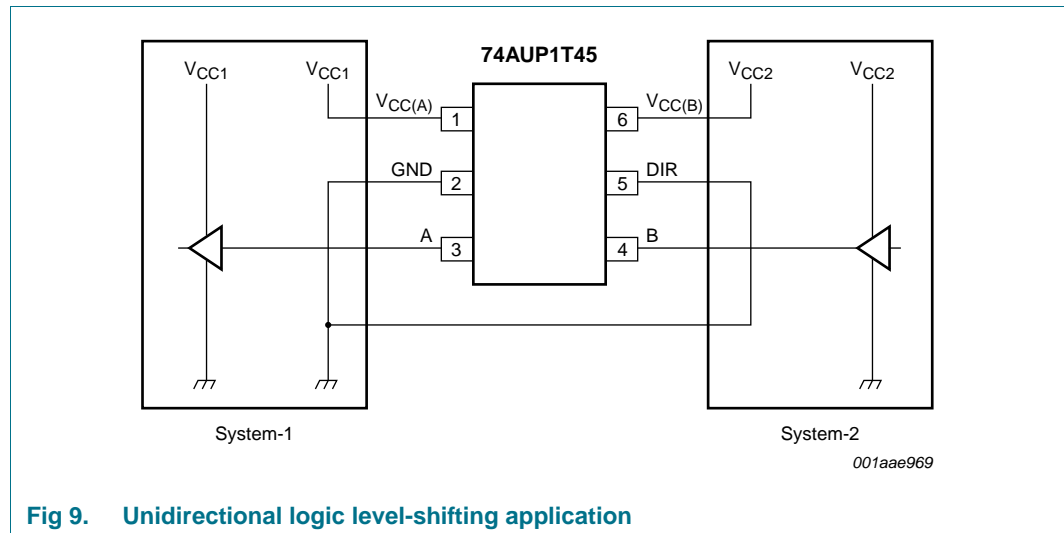 74AUP1T45
VCC1 VCC1 VCC2 VCC2
VCC(A) 1 6 VCC(B)
GND 2 5 DIR
A 3 4 B
System-1 System-2
001aae969
Fig 9. Unidirectional logic level-shifting application